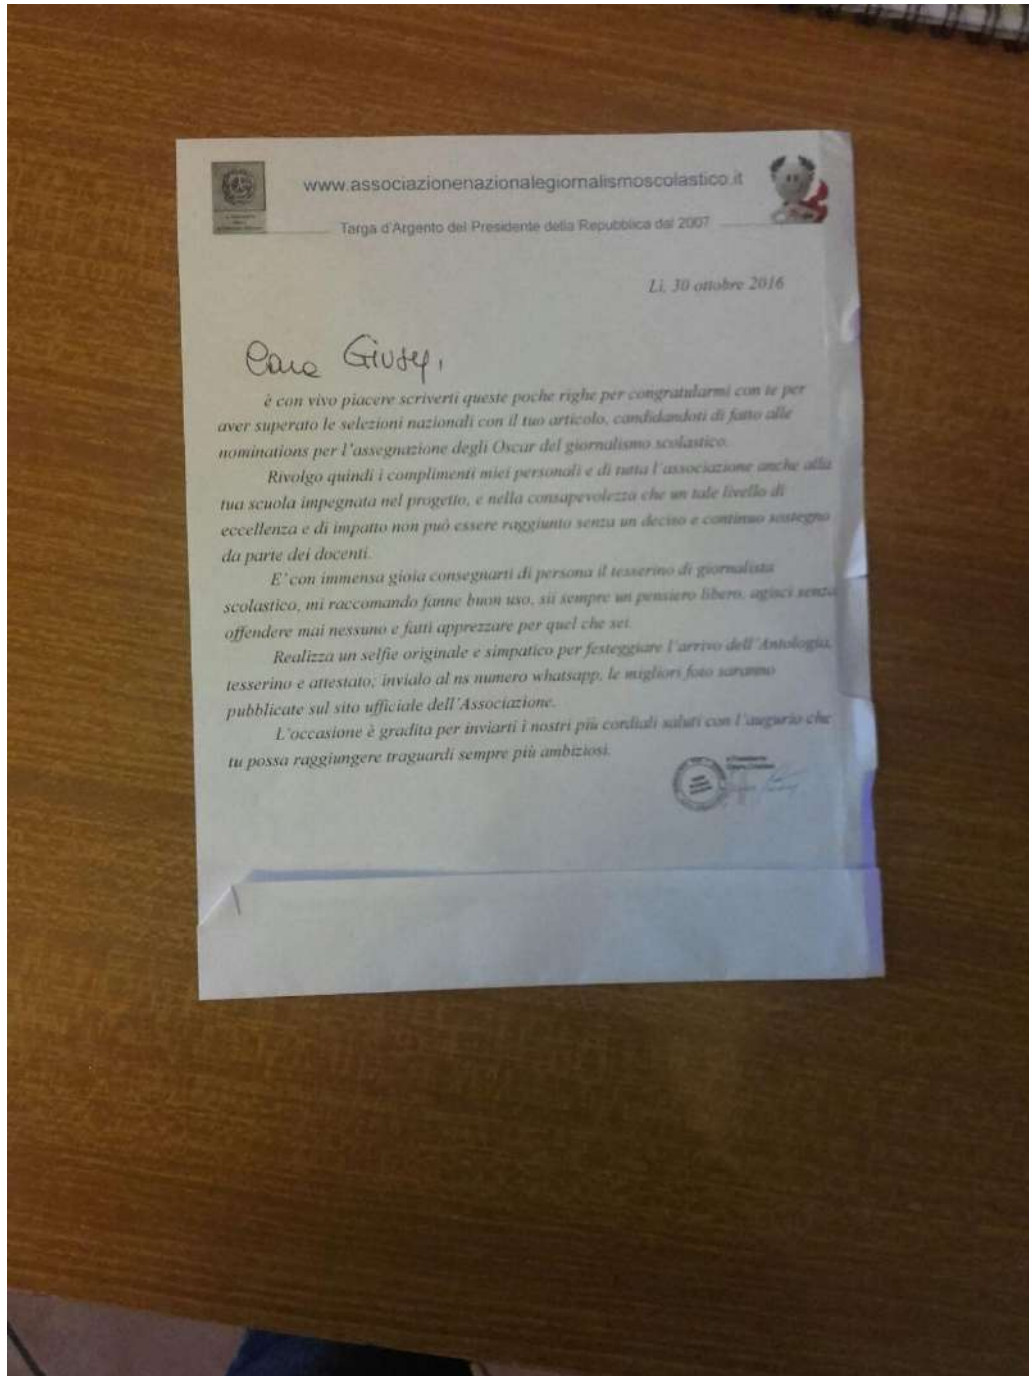 www.associazionenazionalegiornalismoscolastico.it
Targa d'Argento del Presidente della Repubblica dal 2007
Li, 30 ottobre 2016
Cara Giusy,
è con vivo piacere scriverti queste poche righe per congratularmi con te per
aver superato le selezioni nazionali con il tuo articolo, candidandoti di fatto alle
nominations per l'assegnazione degli Oscar del giornalismo scolastico.
Rivolgo quindi i complimenti miei personali e di tutta l'associazione anche alla
tua scuola impegnata nel progetto, e nella consapevolezza che un tale livello di
eccellenza e di impatto non può essere raggiunto senza un deciso e continuo sostegno
da parte dei docenti.
E' con immensa gioia consegnarti di persona il tesserino di giornalista
scolastico, mi raccomando fanne buon uso, sii sempre un pensiero libero, agisci senza
offendere mai nessuno e fatti apprezzare per quel che sei.
Realizza un selfie originale e simpatico per festeggiare l'arrivo dell'Antologia,
tesserino e attestato; invialo al ns numero whatsapp, le migliori foto saranno
pubblicate sul sito ufficiale dell'Associazione.
L'occasione è gradita per inviarti i nostri più cordiali saluti con l'augurio che
tu possa raggiungere traguardi sempre più ambiziosi.